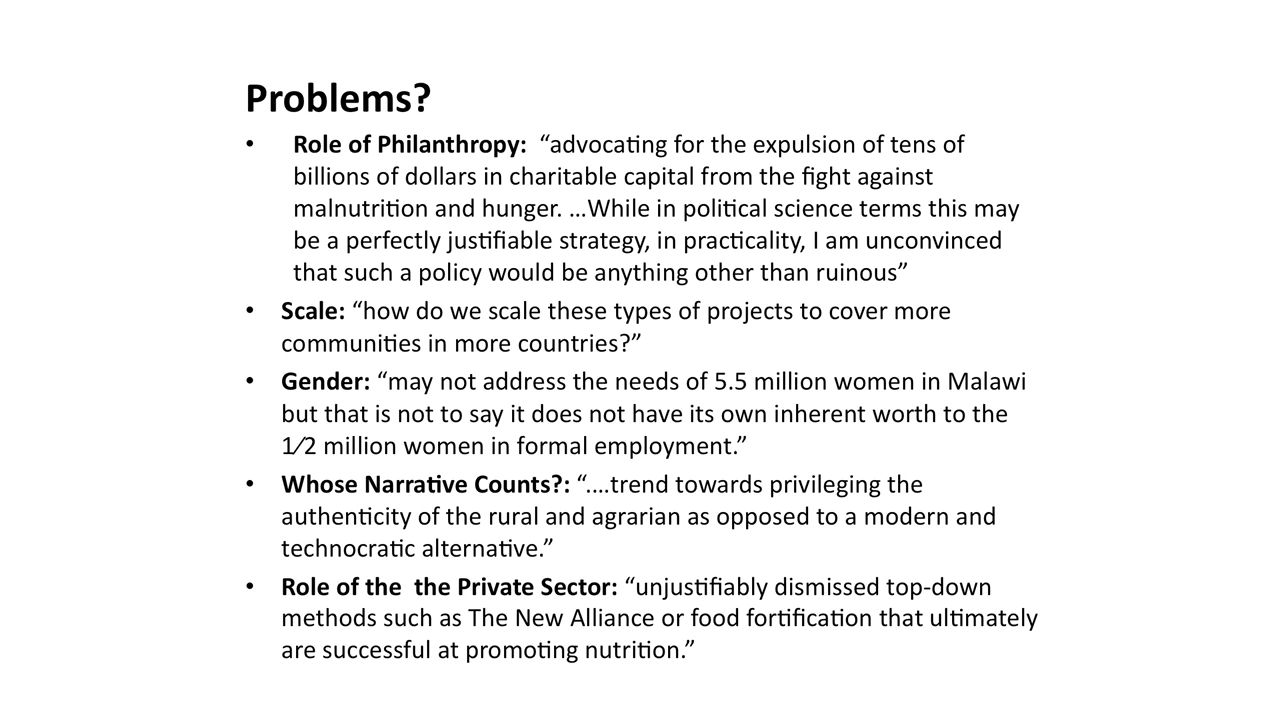 Problems?
• Role of Philanthropy:  “advocating for the expulsion of tens of
billions of dollars in charitable capital from the fight against
malnutrition and hunger. …While in political science terms this may
be a perfectly justifiable strategy, in practicality, I am unconvinced
that such a policy would be anything other than ruinous”
• Scale: “how do we scale these types of projects to cover more
communities in more countries?”
• Gender: “may not address the needs of 5.5 million women in Malawi
but that is not to say it does not have its own inherent worth to the
1⁄2 million women in formal employment.”
• Whose Narrative Counts?: “....trend towards privileging the
authenticity of the rural and agrarian as opposed to a modern and
technocratic alternative.”
• Role of the  the Private Sector: “unjustifiably dismissed top-down
methods such as The New Alliance or food fortification that ultimately
are successful at promoting nutrition.”